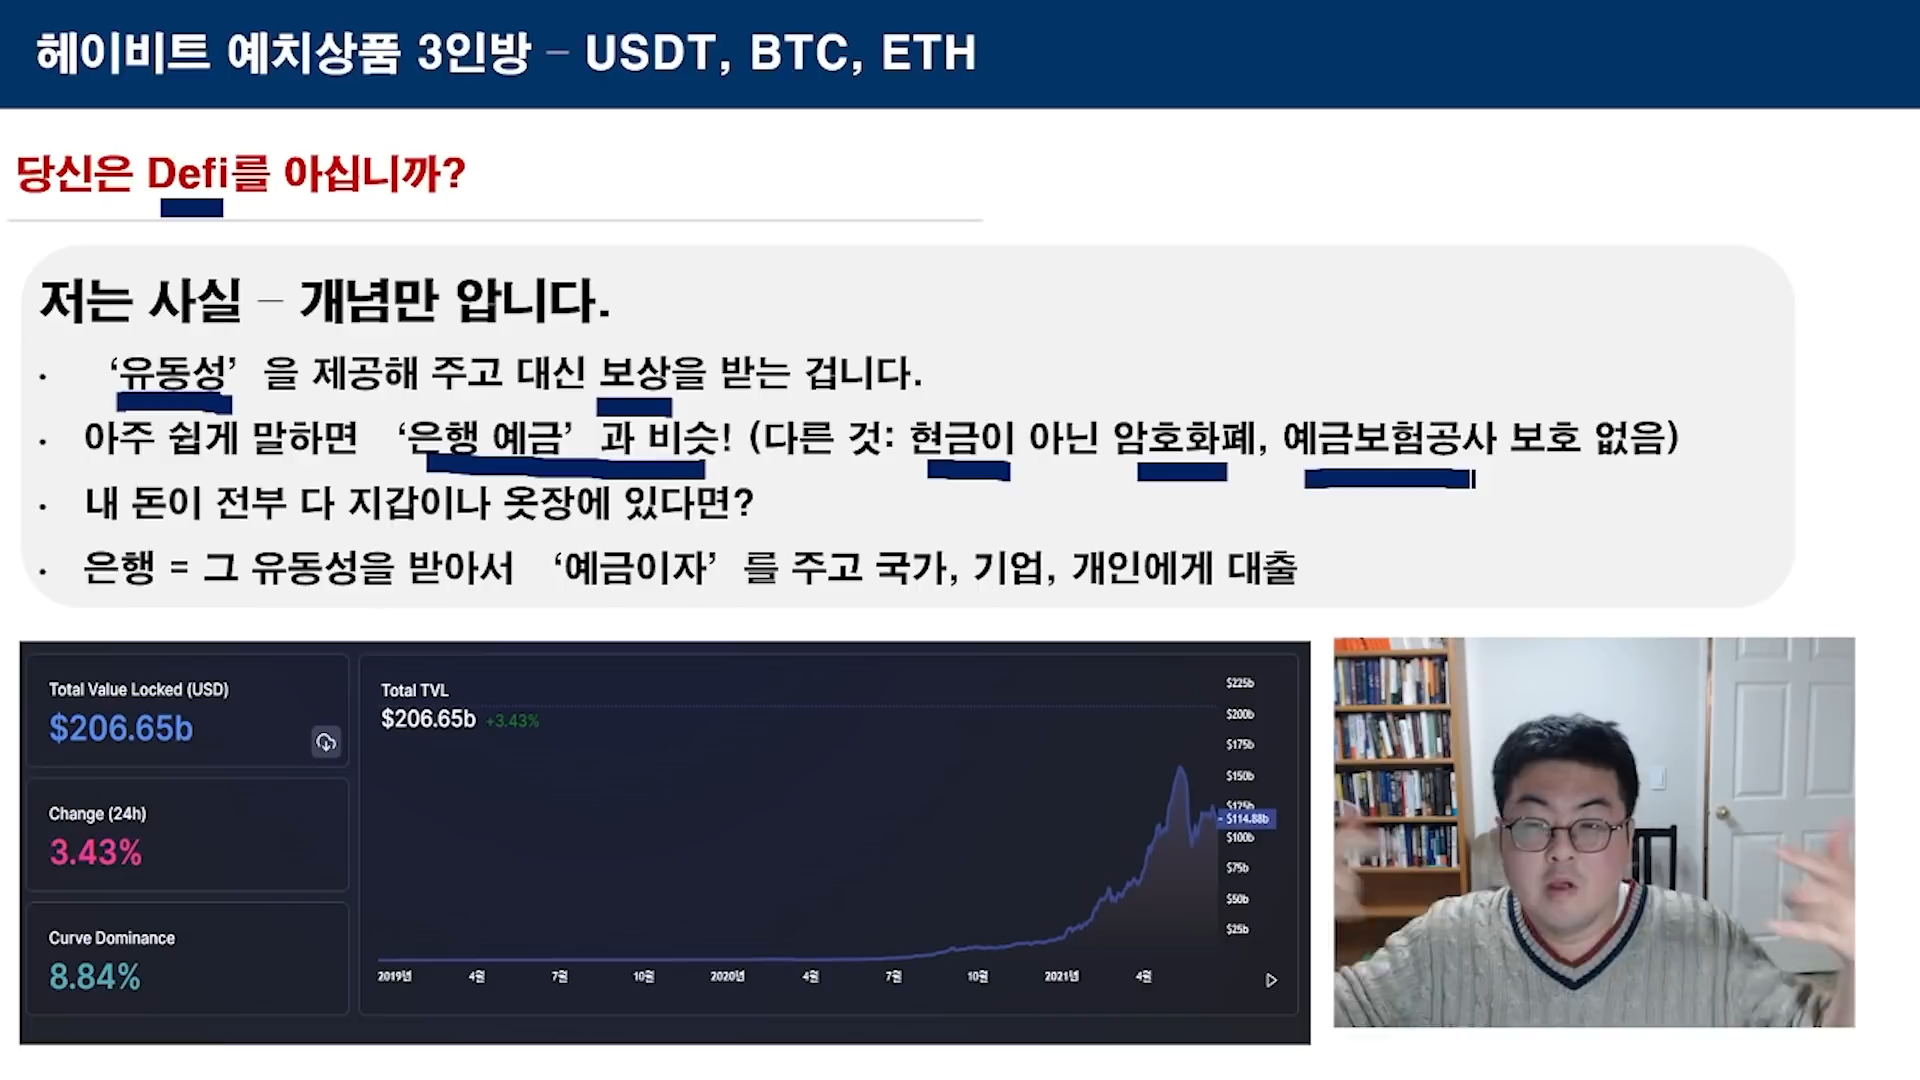 헤이비트 예치상품 3인방 – USDT, BTC, ETH
당신은 Defi를 아십니까?
저는 사실 – 개념만 압니다.
· ‘유동성’ 을 제공해 주고 대신 보상을 받는 겁니다.
· 아주 쉽게 말하면 ‘은행 예금’ 과 비슷! (다른 것: 현금이 아닌 암호화폐, 예금보험공사 보호 없음)
· 내 돈이 전부 다 지갑이나 옷장에 있다면?
· 은행 = 그 유동성을 받아서 ‘예금이자’ 를 주고 국가, 기업, 개인에게 대출
Total Value Locked (USD)
$206.65b
Change (24h)
3.43%
Curve Dominance
8.84%
Total TVL
$206.65b +3.43%
$225b
$200b
$175b
$150b
$125b
$114.88b
$100b
$75b
$50b
$25b
2019년 4월 7월 10월 2020년 4월 7월 10월 2021년 4월